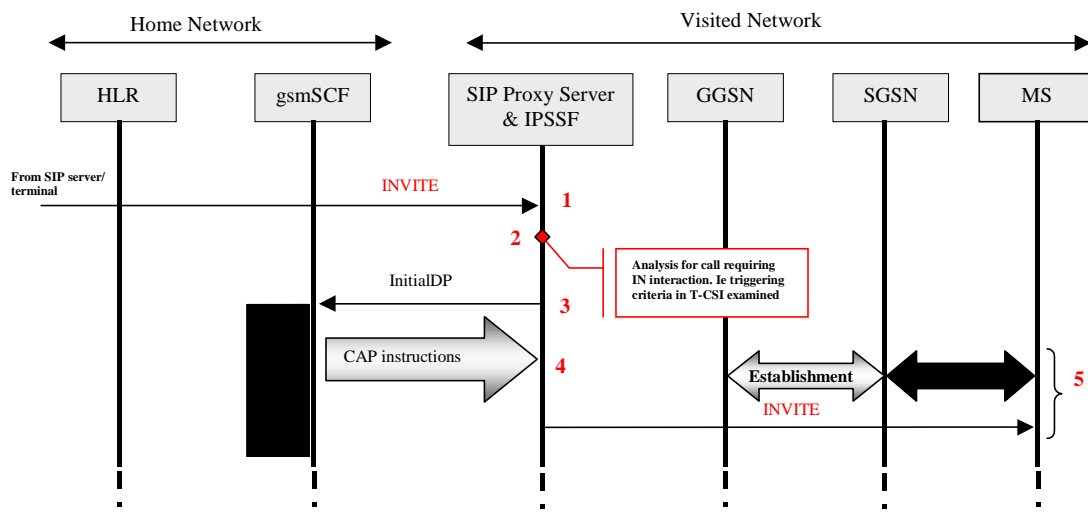 Home Network
Visited Network
HLR
gsmSCF
SIP Proxy Server
& IPSSF
GGSN
SGSN
MS
From SIP server/
terminal
INVITE
1
2
Analysis for call requiring
IN interaction. Ie triggering
criteria in T-CSI examined
InitialDP
3
CAP instructions
4
Establishment
5
INVITE